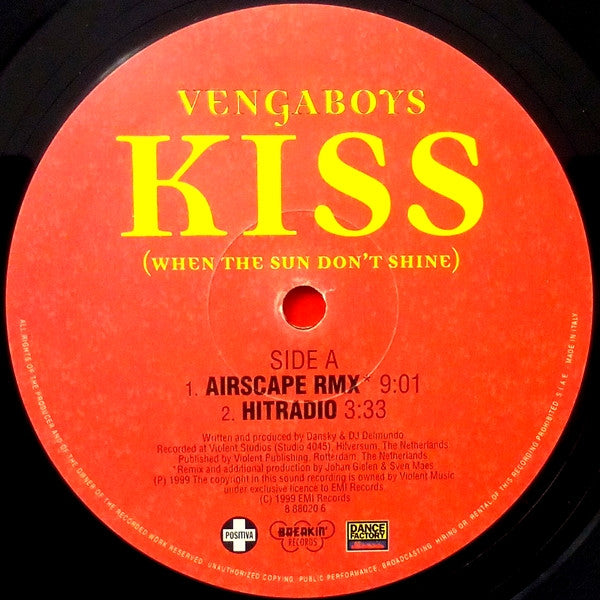 VENGABOYS
KISS
(WHEN THE SUN DON'T SHINE)
SIDE A
1. AIRSCAPE RMX* 9:01
2. HITRADIO 3:33
Written and produced by Dansky & DJ Delmundo
Recorded at Violent Studios (Studio 4045), Hilversum, The Netherlands
Published by Violent Publishing, Rotterdam, The Netherlands
*Remix and additional production by Johan Gielen & Sven Maes
(P) 1999 The copyright in this sound recording is owned by Violent Music
under exclusive licence to EMI Records
(C) 1999 EMI Records
8 88020 6
POSITIVA
BREAKIN'
RECORDS
DANCE
FACTORY
ALL RIGHTS OF THE PRODUCER AND OF THE OWNER OF THE RECORDED WORK RESERVED. UNAUTHORIZED COPYING, PUBLIC PERFORMANCE, BROADCASTING, HIRING OR RENTAL OF THIS RECORDING PROHIBITED. S.I.A.E. MADE IN ITALY